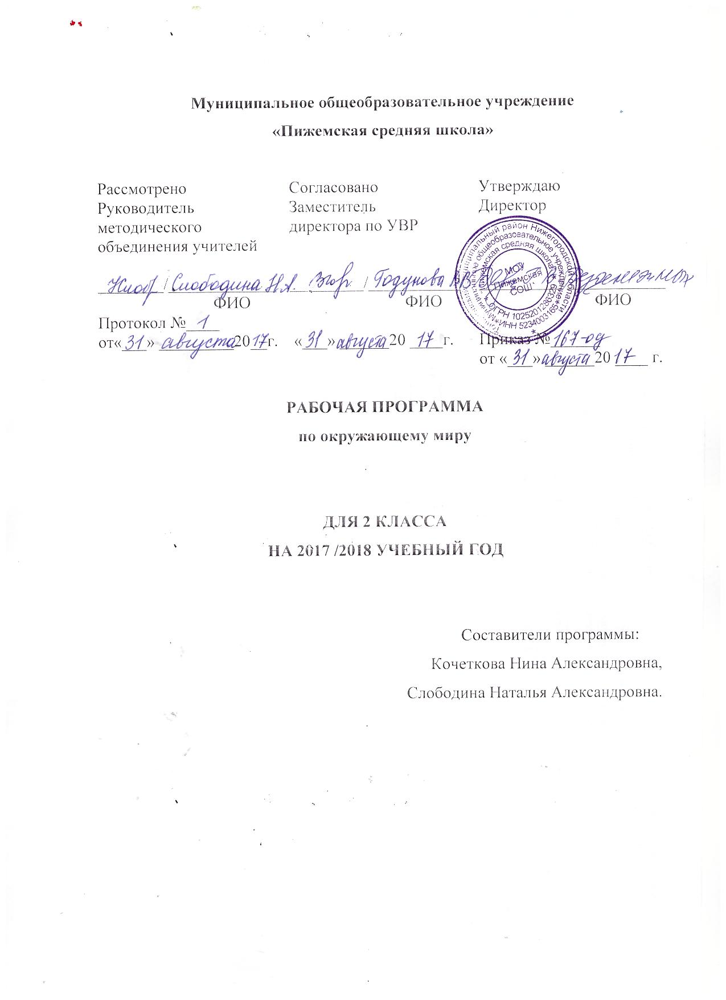 Муниципальное общеобразовательное учреждение
«Пижемская средняя школа»
Рассмотрено
Руководитель
методического
объединения учителей
Слободина Н.А.
ФИО
Протокол № 1
от« 31 » августа 20 17 г.
Согласовано
Заместитель
директора по УВР
Годунова
ФИО
« 31 » августа 20 17 г.
Утверждаю
Директор
ФИО
Приказ № 167-од
от « 31 » августа 20 17 г.
муниципальный район Нижегородской области
общеобразовательное учреждение
Пижемская средняя школа
* ОГРН 1025201286329 *
*ИНН 5234003165*
МОУ
Пижемская
СОШ
РАБОЧАЯ ПРОГРАММА
по окружающему миру
ДЛЯ 2 КЛАССА
НА 2017 /2018 УЧЕБНЫЙ ГОД
Составители программы:
Кочеткова Нина Александровна,
Слободина Наталья Александровна.